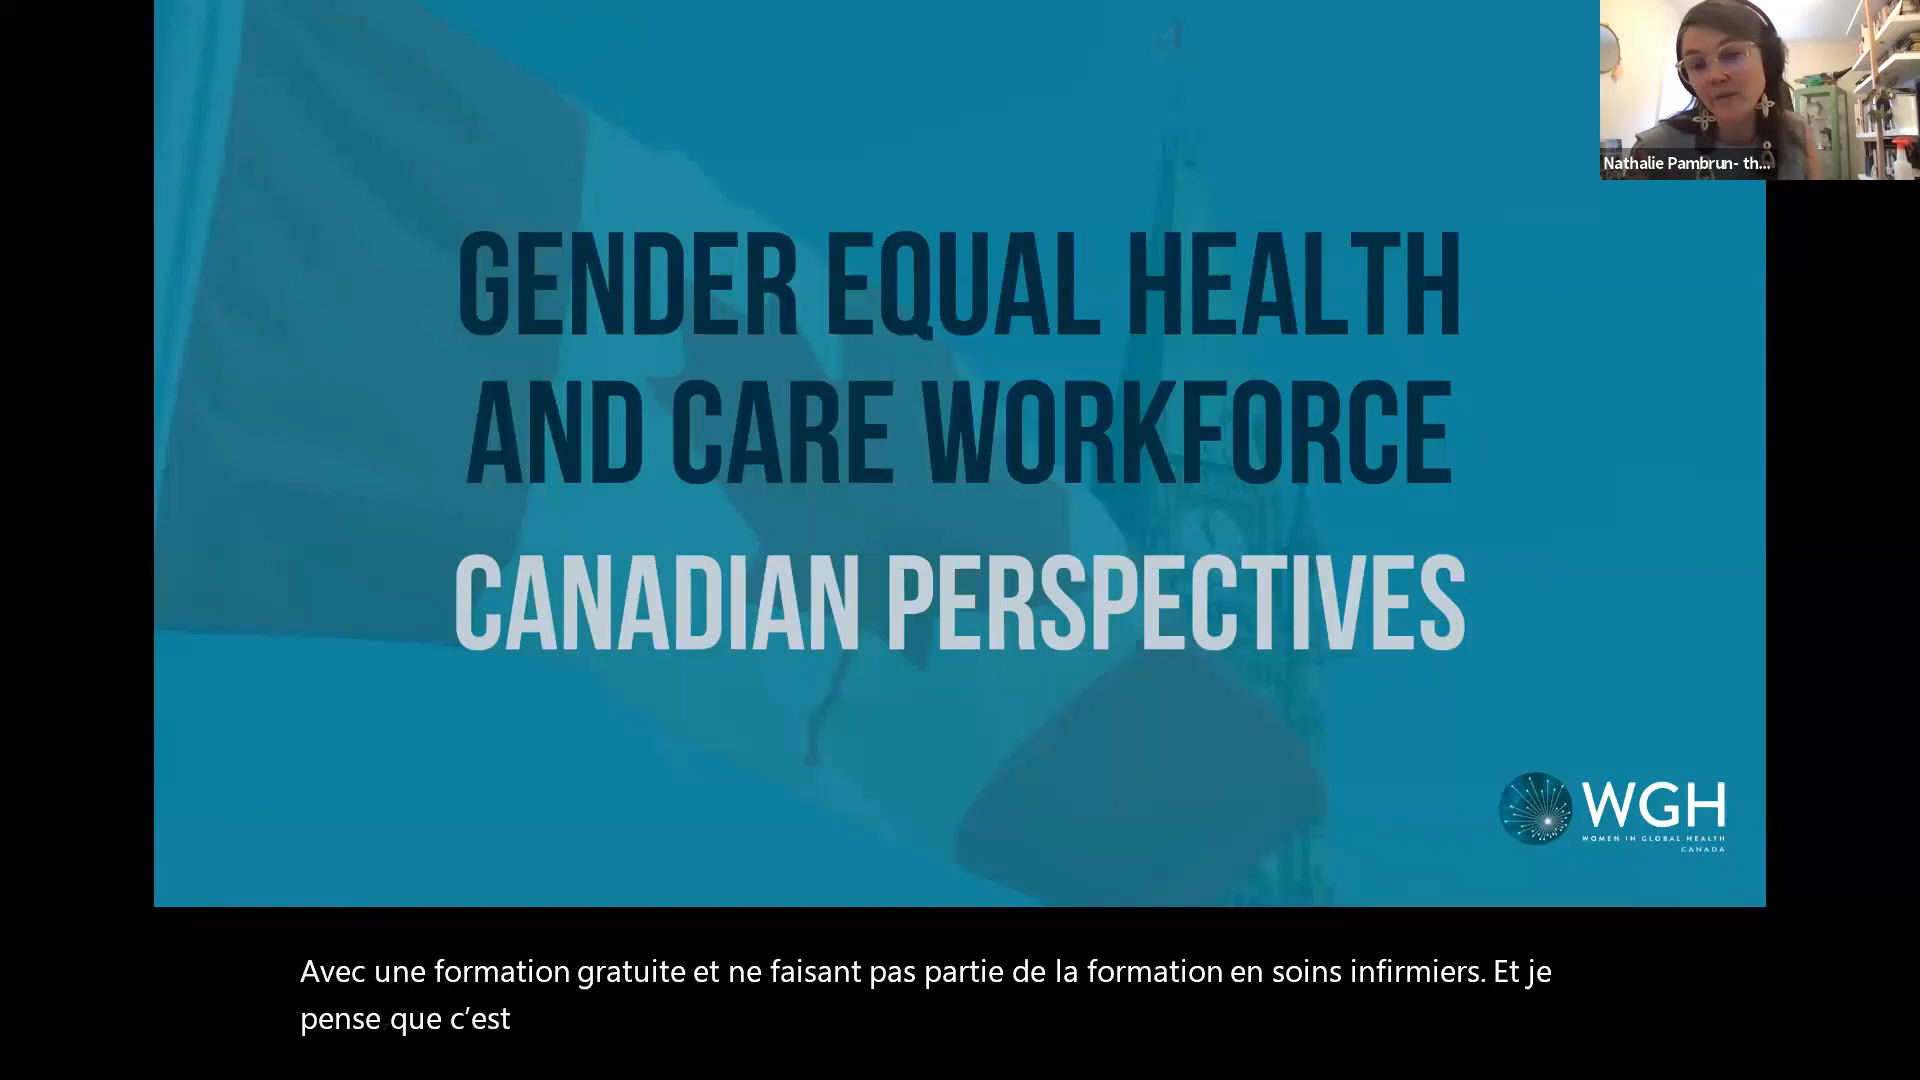 Nathalie Pambrun- th...
GENDER EQUAL HEALTH
AND CARE WORKFORCE
CANADIAN PERSPECTIVES
WGH
WOMEN IN GLOBAL HEALTH
CANADA
Avec une formation gratuite et ne faisant pas partie de la formation en soins infirmiers. Et je
pense que c’est